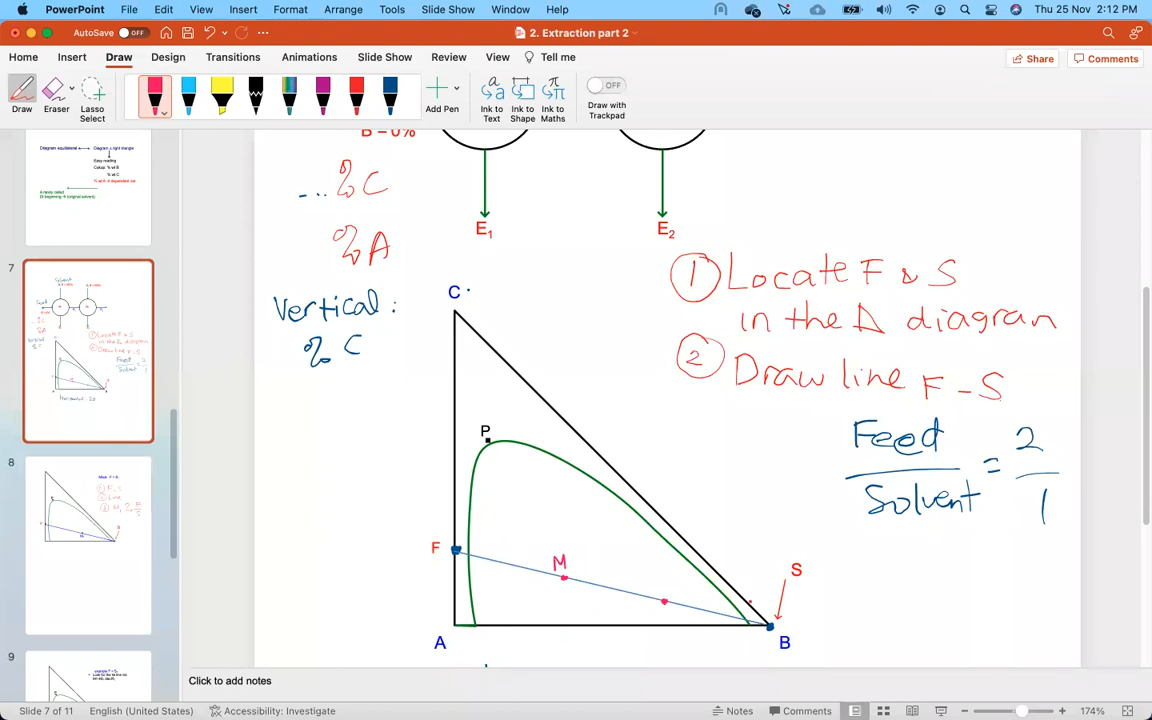 PowerPoint File Edit View Insert Format Arrange Tools Slide Show Window Help Thu 25 Nov 2:12 PM
AutoSave OFF ... 2. Extraction part 2
Home Insert Draw Design Transitions Animations Slide Show Review View Tell me Share Comments
Draw Eraser Lasso Select Add Pen Ink to Text Ink to Shape Ink to Maths OFF Draw with Trackpad
B = 0%
... % C
% A
E1 E2
Vertical :
% C
① Locate F & S
in the Δ diagram
② Draw line F - S
Feed
Solvent
= 2
1
C
P
F
M
S
A
B
7
8
9
Click to add notes
Slide 7 of 11 English (United States) Accessibility: Investigate Notes Comments 174%